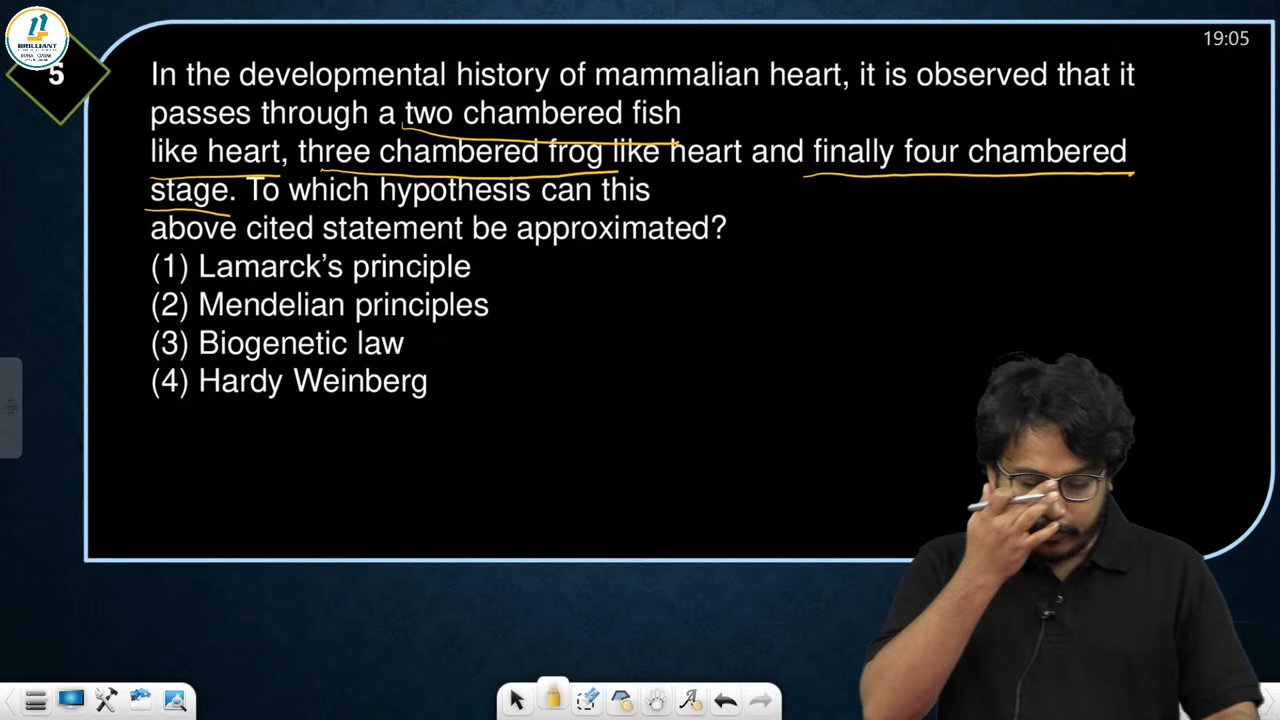 19:05
BRILLIANT
5
In the developmental history of mammalian heart, it is observed that it
passes through a two chambered fish
like heart, three chambered frog like heart and finally four chambered
stage. To which hypothesis can this
above cited statement be approximated?
(1) Lamarck’s principle
(2) Mendelian principles
(3) Biogenetic law
(4) Hardy Weinberg